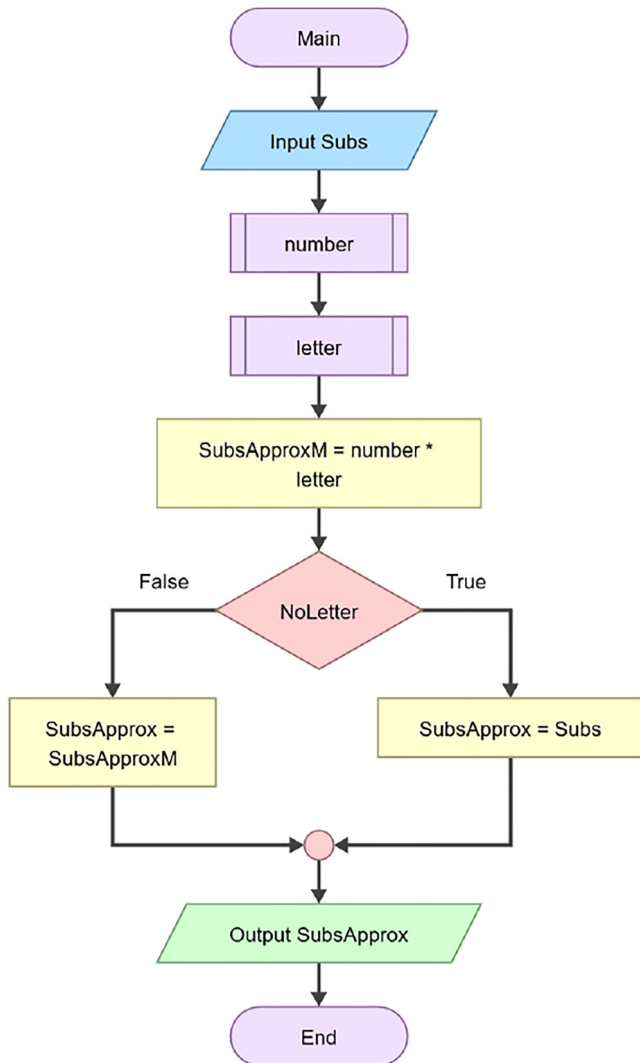 Main
Input Subs
number
letter
SubsApproxM = number *
letter
False
True
NoLetter
SubsApprox =
SubsApproxM
SubsApprox = Subs
Output SubsApprox
End